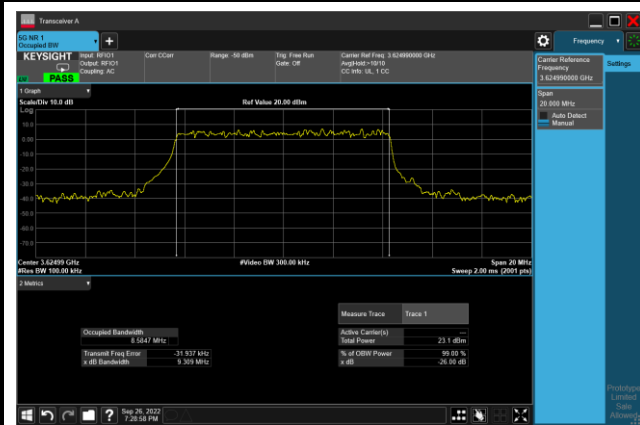 Transceiver A
5G NR 1
Occupied BW
Frequency
KEYSIGHT
Input: RFIO1
Output: RFIO1
Coupling: AC
Corr CCorr
Range: -50 dBm
Trig: Free Run
Gate: Off
Carrier Ref Freq: 3.624990000 GHz
AvgHold:>10/10
CC Info: UL, 1 CC
PASS
Carrier Reference
Frequency
3.624990000 GHz
Settings
Span
20.000 MHz
Auto Detect
Manual
1 Graph
Scale/Div 10.0 dB
Ref Value 20.00 dBm
Log
10.0
0.00
-10.0
-20.0
-30.0
-40.0
-50.0
-60.0
-70.0
Center 3.62499 GHz
#Video BW 300.00 kHz
Span 20 MHz
#Res BW 100.00 kHz
Sweep 2.00 ms (2001 pts)
2 Metrics
Measure Trace
Trace 1
Occupied Bandwidth
8.5847 MHz
Active Carrier(s)
---
Total Power
23.1 dBm
Transmit Freq Error
-31.937 kHz
% of OBW Power
99.00 %
x dB Bandwidth
9.309 MHz
x dB
-26.00 dB
Sep 26, 2022
7:28:58 PM
Prototype
Limited
Sale
Allowed